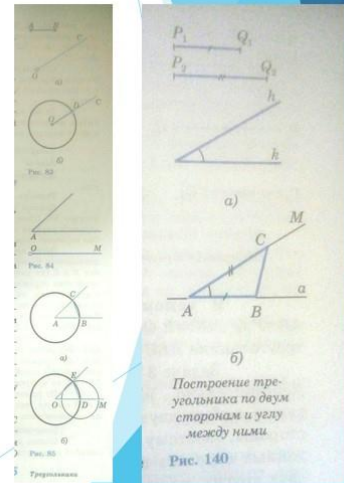 A B
C
O
а)
O D C
б)
Рис. 83
A
O M
Рис. 84
C
A B
а)
E
O D M
б)
Рис. 85
Треугольники
P₁ Q₁
P₂ Q₂
h
k
а)
M
C
A B a
б)
Построение тре-
угольника по двум
сторонам и углу
между ними
Рис. 140